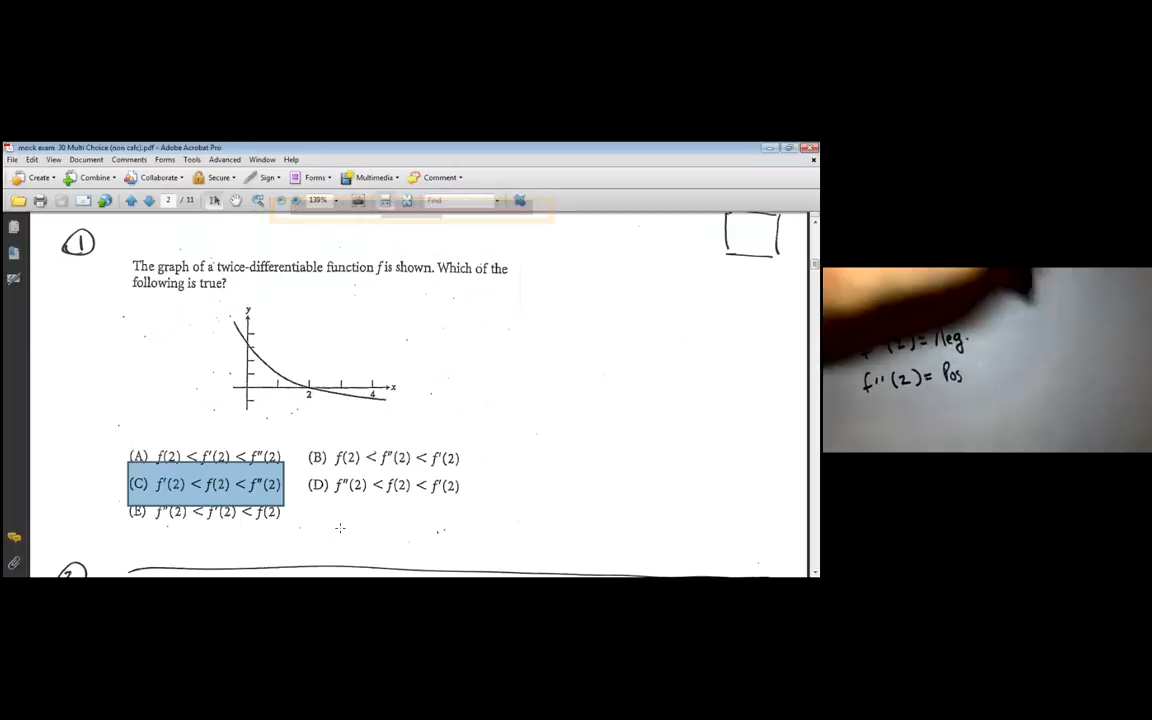 mock exam 30 Multi Choice (non calc).pdf - Adobe Acrobat Pro
File Edit View Document Comments Forms Tools Advanced Window Help
Create Combine Collaborate Secure Sign Forms Multimedia Comment
2 / 11 139% Find
1
The graph of a twice-differentiable function f is shown. Which of the
following is true?
y
x
2 4
(A) f(2) < f'(2) < f"(2) (B) f(2) < f"(2) < f'(2)
(C) f'(2) < f(2) < f"(2) (D) f"(2) < f(2) < f'(2)
(E) f"(2) < f'(2) < f(2)
(2) = neg.
f''(2) = Pos